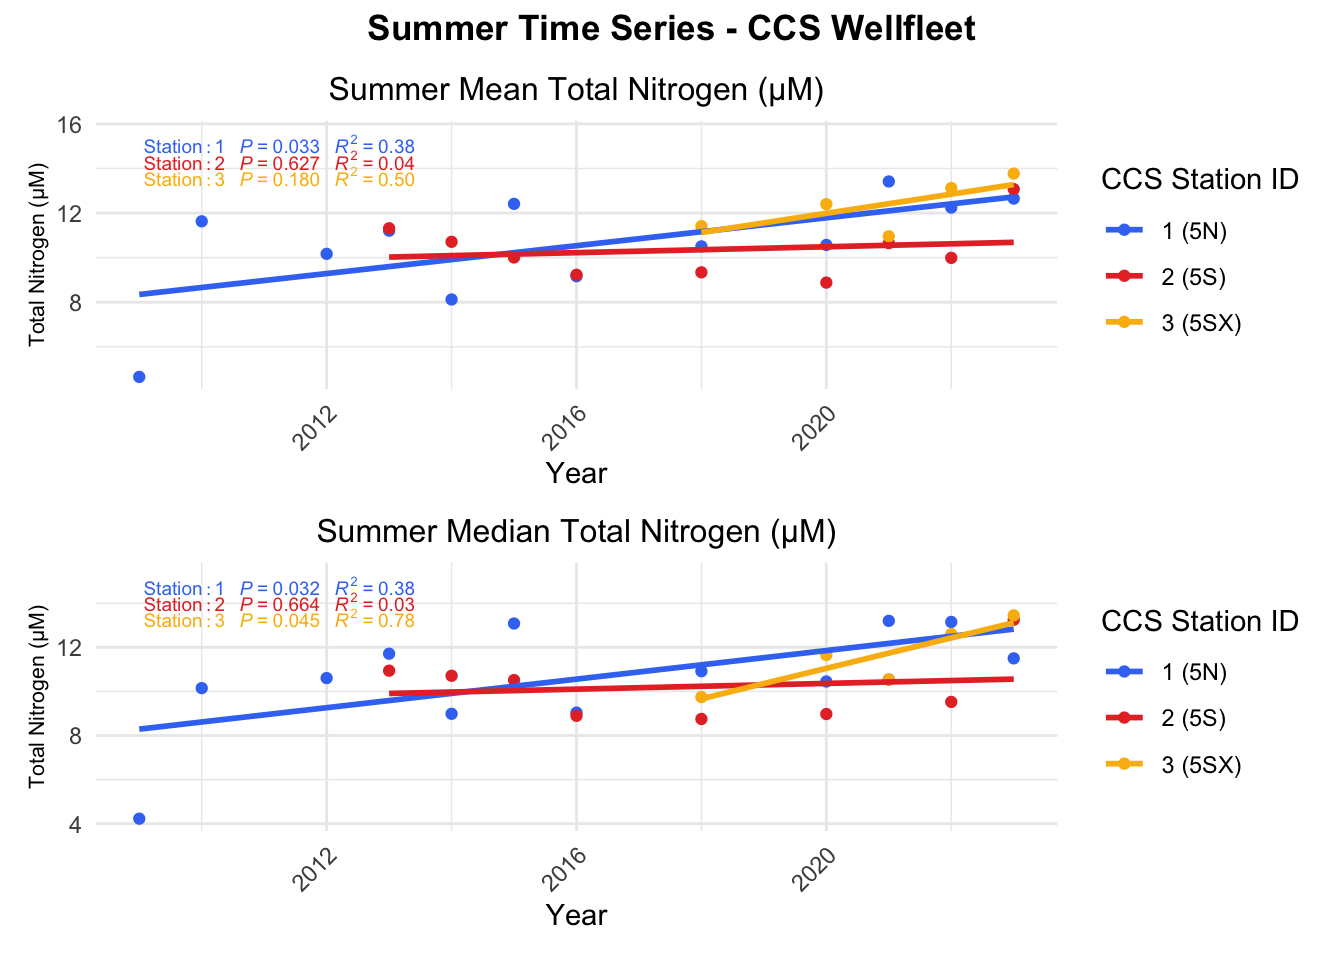 Summer Time Series - CCS Wellfleet
Summer Mean Total Nitrogen (µM)
16
12
8
Total Nitrogen (µM)
Station : 1 P = 0.033 R² = 0.38
Station : 2 P = 0.627 R² = 0.04
Station : 3 P = 0.180 R² = 0.50
2012
2016
2020
Year
CCS Station ID
1 (5N)
2 (5S)
3 (5SX)
Summer Median Total Nitrogen (µM)
12
8
4
Total Nitrogen (µM)
Station : 1 P = 0.032 R² = 0.38
Station : 2 P = 0.664 R² = 0.03
Station : 3 P = 0.045 R² = 0.78
2012
2016
2020
Year
CCS Station ID
1 (5N)
2 (5S)
3 (5SX)